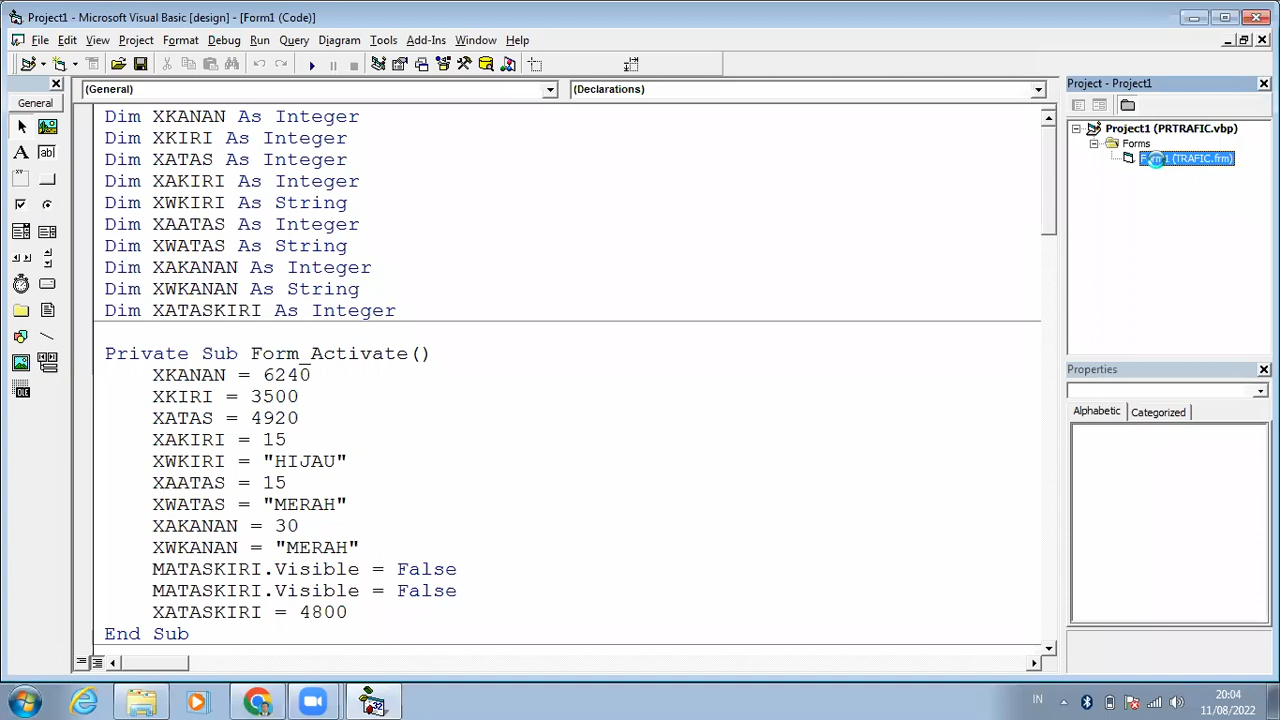 Project1 - Microsoft Visual Basic [design] - [Form1 (Code)]
File Edit View Project Format Debug Run Query Diagram Tools Add-Ins Window Help
General
(General) (Declarations)
Dim XKANAN As Integer
Dim XKIRI As Integer
Dim XATAS As Integer
Dim XAKIRI As Integer
Dim XWKIRI As String
Dim XAATAS As Integer
Dim XWATAS As String
Dim XAKANAN As Integer
Dim XWKANAN As String
Dim XATASKIRI As Integer
Private Sub Form_Activate()
XKANAN = 6240
XKIRI = 3500
XATAS = 4920
XAKIRI = 15
XWKIRI = "HIJAU"
XAATAS = 15
XWATAS = "MERAH"
XAKANAN = 30
XWKANAN = "MERAH"
MATASKIRI.Visible = False
MATASKIRI.Visible = False
XATASKIRI = 4800
End Sub
Project - Project1
Project1 (PRTRAFIC.vbp)
Forms
Form1 (TRAFIC.frm)
Properties
Alphabetic Categorized
A ab| OLE
32
IN
20:04
11/08/2022